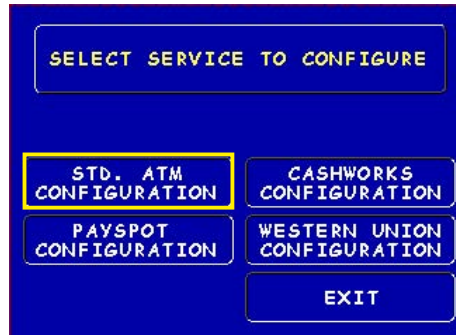 SELECT SERVICE TO CONFIGURE
STD. ATM
CONFIGURATION
CASHWORKS
CONFIGURATION
PAYSPOT
CONFIGURATION
WESTERN UNION
CONFIGURATION
EXIT